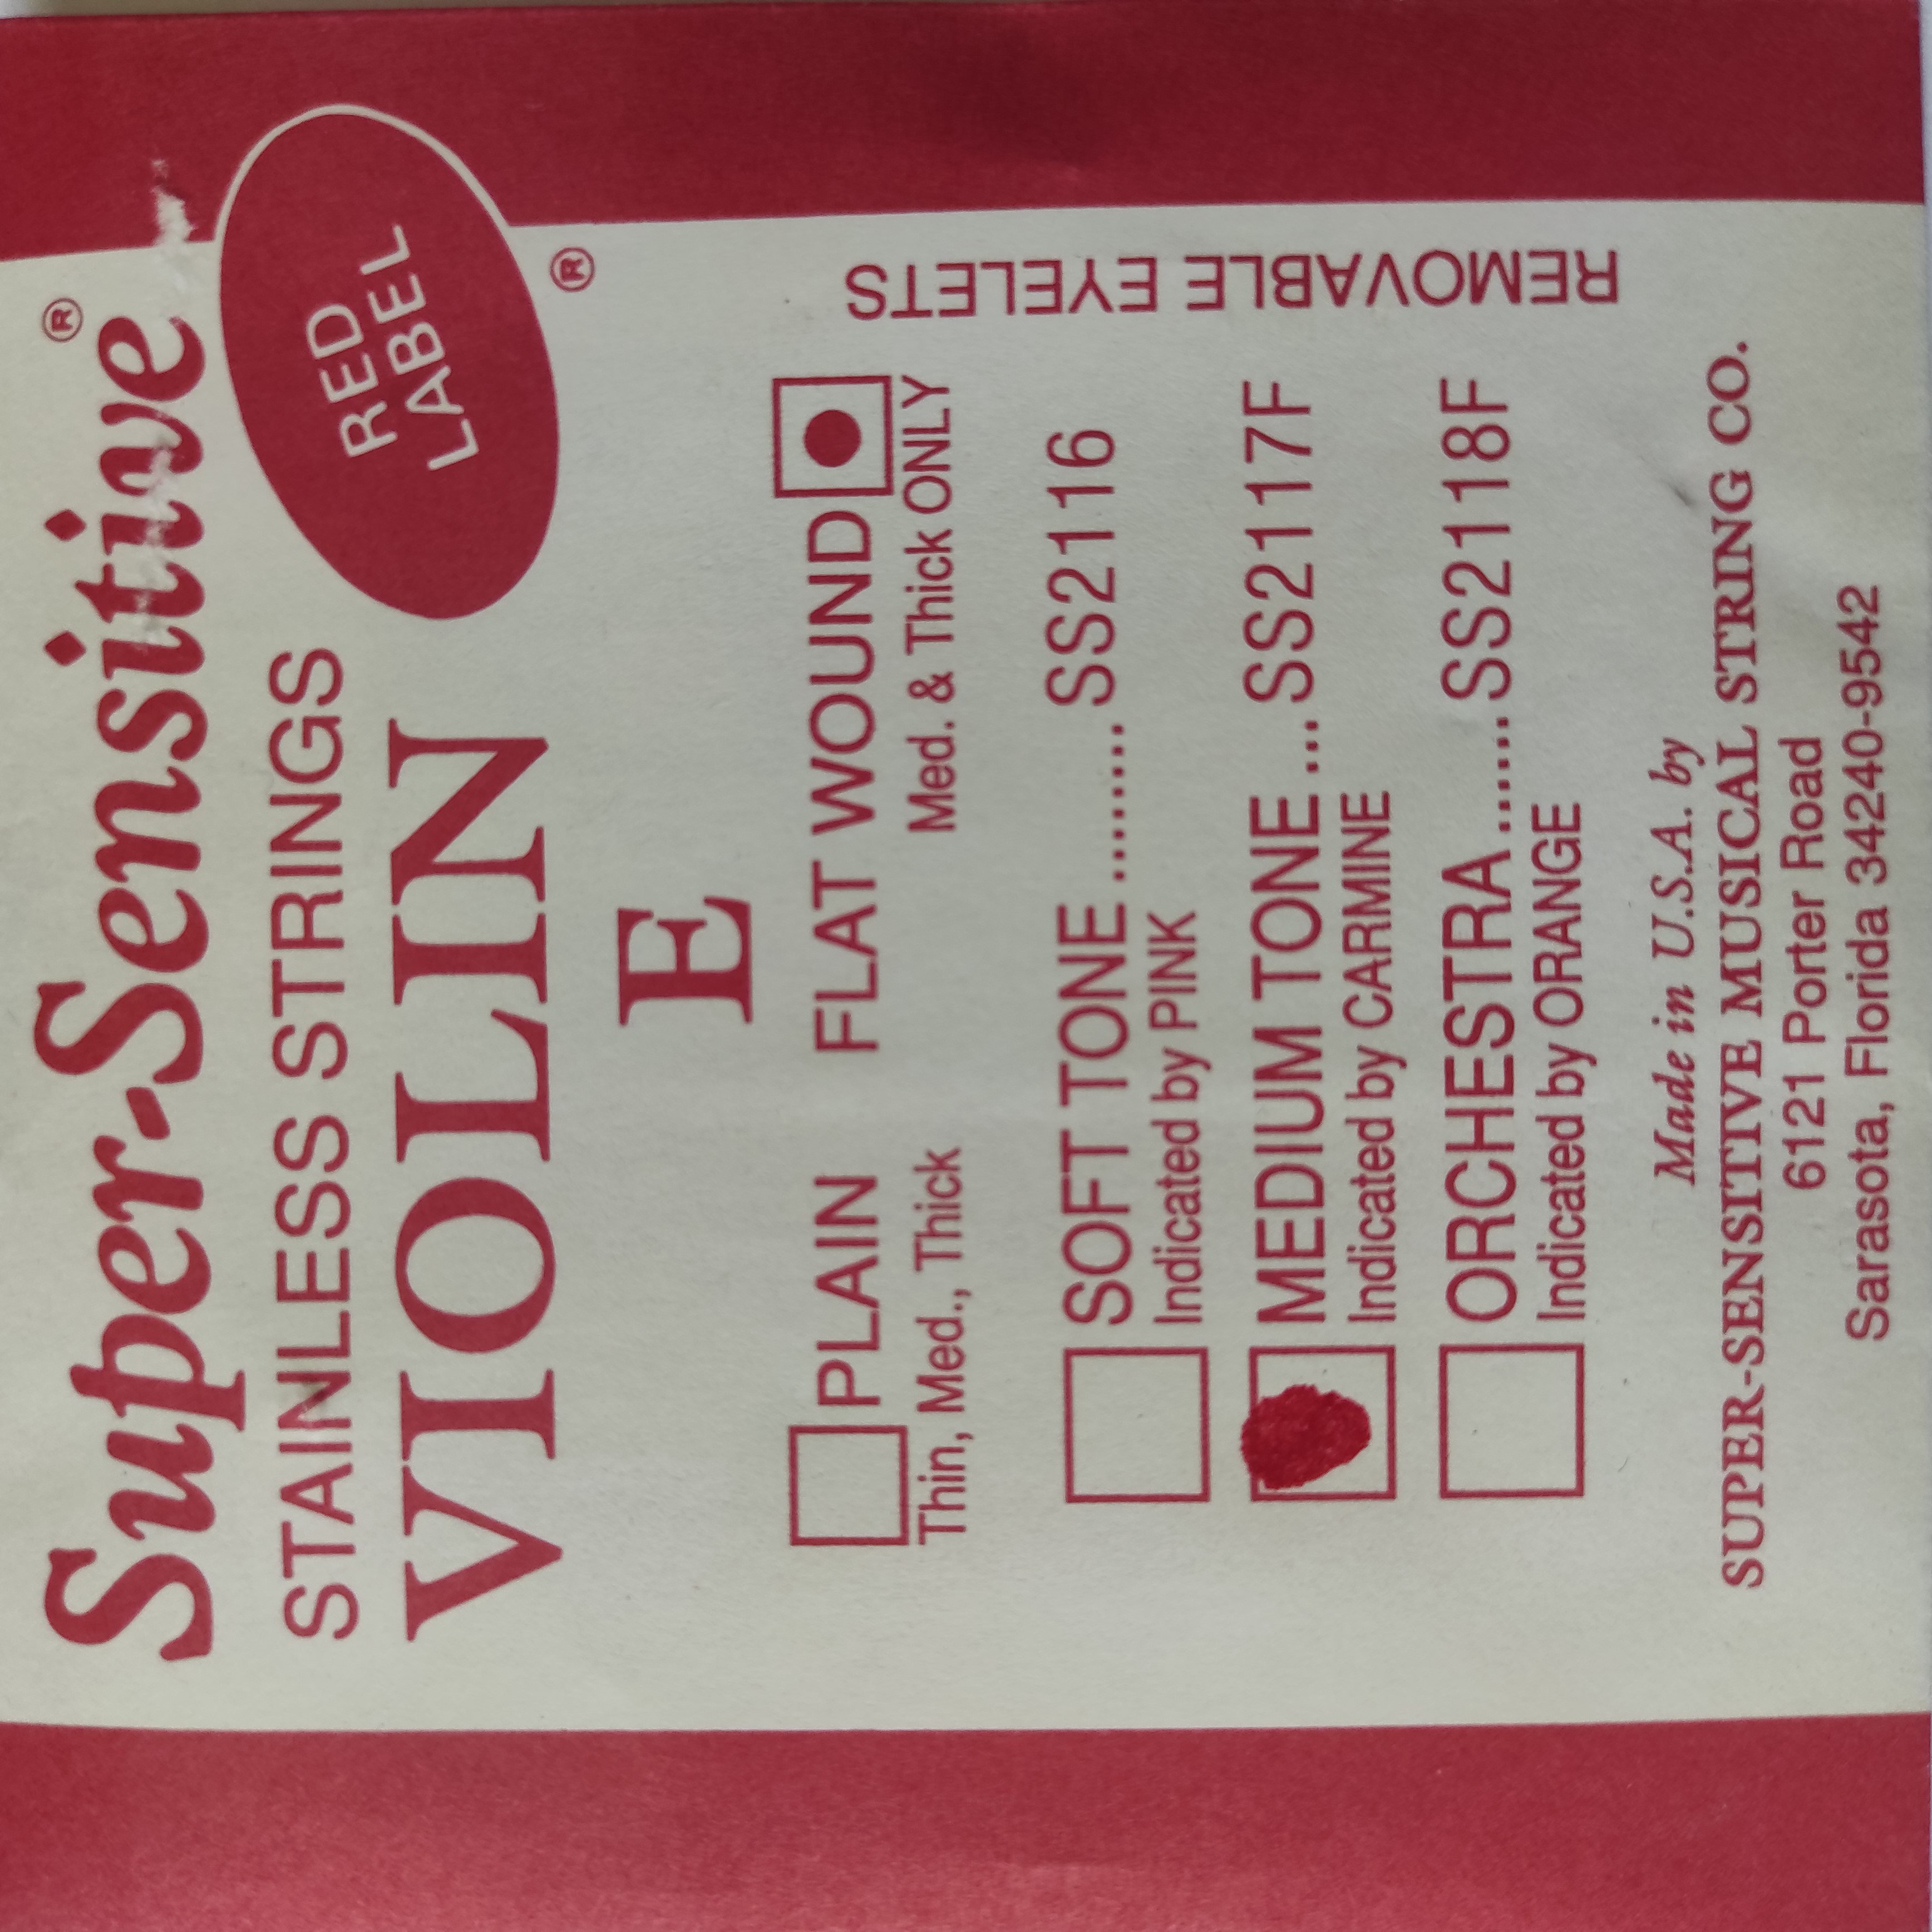 Super-Sensitive®
STAINLESS STRINGS
RED
LABEL
®
VIOLIN
E
PLAIN
Thin, Med., Thick
FLAT WOUND
Med. & Thick ONLY
SOFT TONE ........ SS2116
Indicated by PINK
MEDIUM TONE ... SS2117F
Indicated by CARMINE
ORCHESTRA ...... SS2118F
Indicated by ORANGE
REMOVABLE EYELETS
Made in U.S.A. by
SUPER-SENSITIVE MUSICAL STRING CO.
6121 Porter Road
Sarasota, Florida 34240-9542